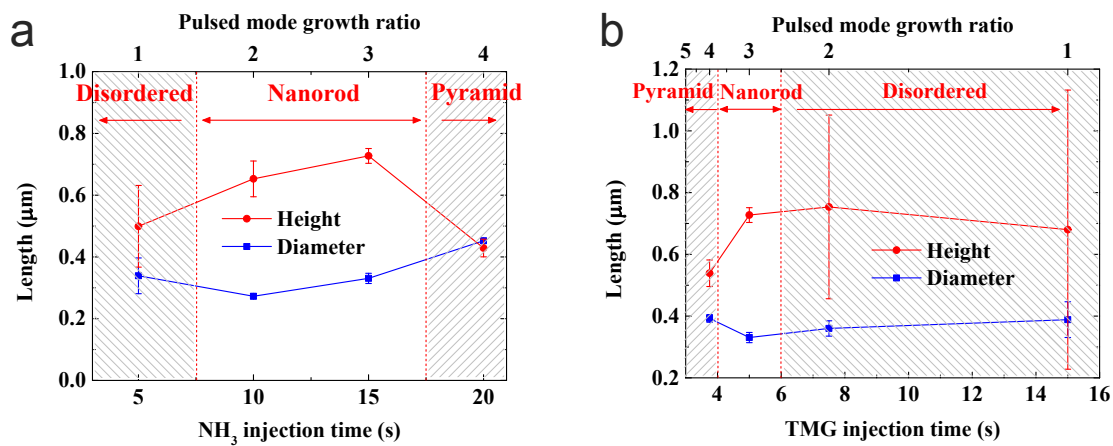 a
Pulsed mode growth ratio
1 2 3 4
1.0
0.8
0.6
0.4
0.2
0.0
Length (μm)
Disordered Nanorod Pyramid
Height
Diameter
5 10 15 20
NH3 injection time (s)
b
Pulsed mode growth ratio
5 4 3 2 1
1.2
1.0
0.8
0.6
0.4
0.2
Length (μm)
Pyramid Nanorod Disordered
Height
Diameter
4 6 8 10 12 14 16
TMG injection time (s)